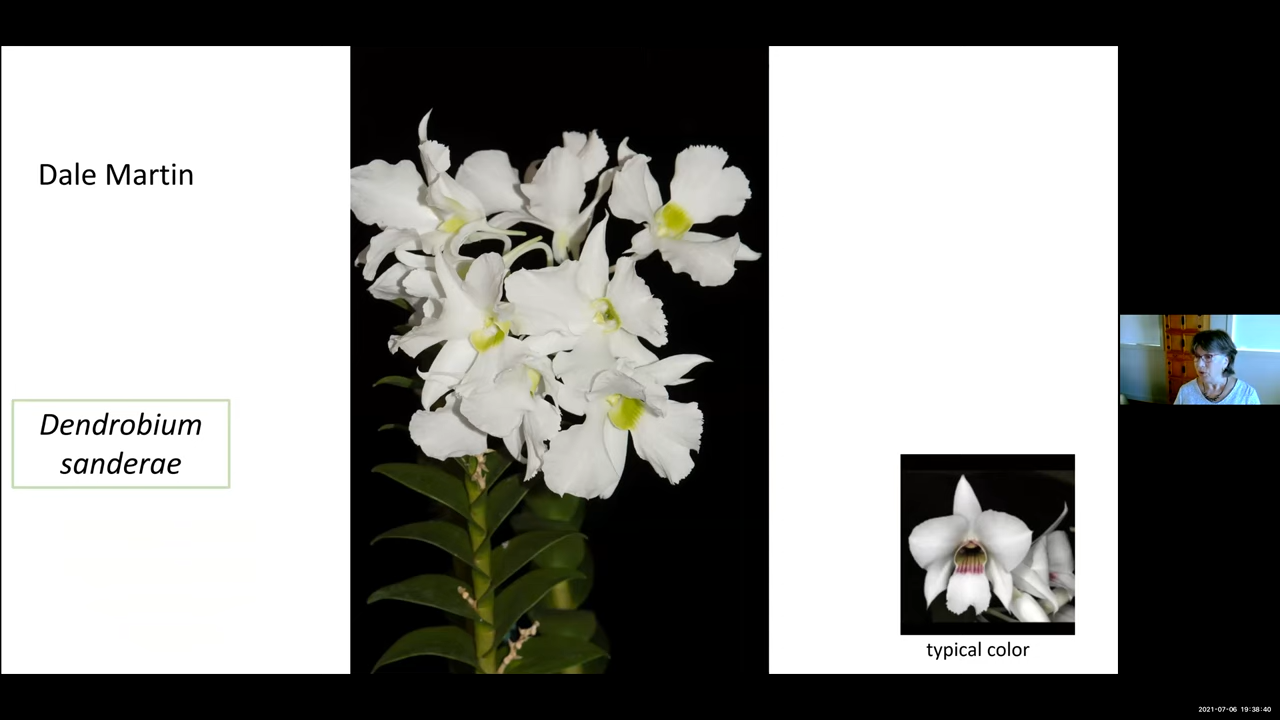 Dale Martin
Dendrobium
sanderae
typical color
2021-07-06 19:38:40